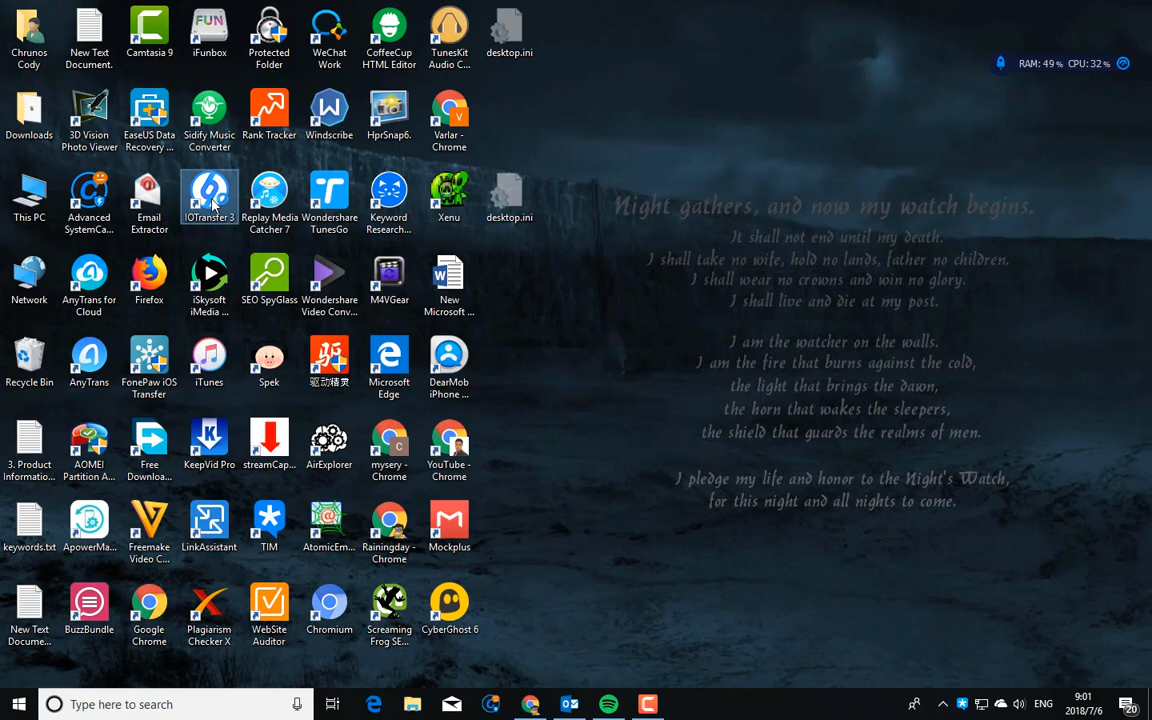 Chrunos
Cody
New Text
Document.
Camtasia 9
FUN
iFunbox
Protected
Folder
WeChat
Work
CoffeeCup
HTML Editor
TunesKit
Audio C...
desktop.ini
RAM: 49 % CPU: 32 %
Downloads
3D Vision
Photo Viewer
EaseUS Data
Recovery ...
Sidify Music
Converter
Rank Tracker
Windscribe
HprSnap6.
V
Varlar -
Chrome
This PC
Advanced
SystemCa...
Email
Extractor
IOTransfer 3
Replay Media
Catcher 7
Wondershare
TunesGo
Keyword
Research...
Xenu
desktop.ini
Network
AnyTrans for
Cloud
Firefox
iSkysoft
iMedia ...
SEO SpyGlass
Wondershare
Video Conv...
M4VGear
New
Microsoft ...
Recycle Bin
AnyTrans
FonePaw iOS
Transfer
iTunes
Spek
驱
驱动精灵
Microsoft
Edge
DearMob
iPhone ...
3. Product
Informatio...
AOMEI
Partition A...
Free
Downloa...
KeepVid Pro
streamCap...
AirExplorer
C
mysery -
Chrome
YouTube -
Chrome
keywords.txt
ApowerMa...
Freemake
Video C...
LinkAssistant
TIM
AtomicEm...
Rainingday -
Chrome
Mockplus
New Text
Docume...
BuzzBundle
Google
Chrome
Plagiarism
Checker X
WebSite
Auditor
Chromium
Screaming
Frog SE...
CyberGhost 6
Night gathers, and now my watch begins.
It shall not end until my death.
I shall take no wife, hold no lands, father no children.
I shall wear no crowns and win no glory.
I shall live and die at my post.
I am the watcher on the walls.
I am the fire that burns against the cold,
the light that brings the dawn,
the horn that wakes the sleepers,
the shield that guards the realms of men.
I pledge my life and honor to the Night's Watch,
for this night and all nights to come.
Type here to search
ENG
9:01
2018/7/6
20